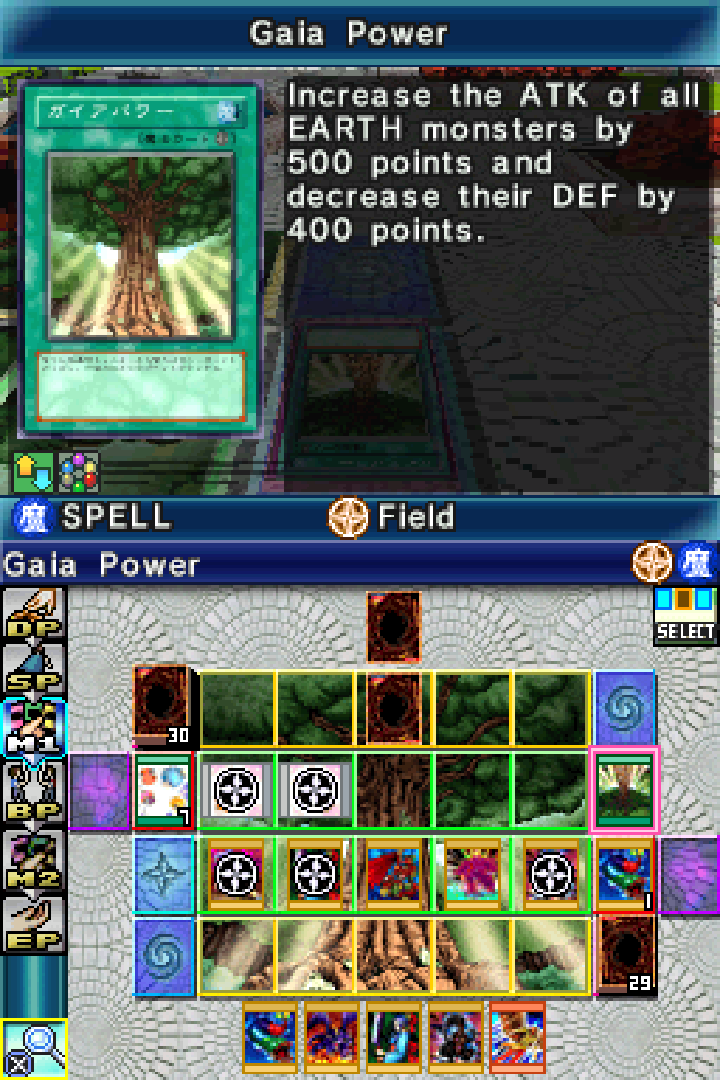 Gaia Power
ガイアパワー
Increase the ATK of all
EARTH monsters by
500 points and
decrease their DEF by
400 points.
魔 SPELL
Field
Gaia Power
魔
DP
SELECT
SP
30
M1
7
BP
M2
1
EP
29
X